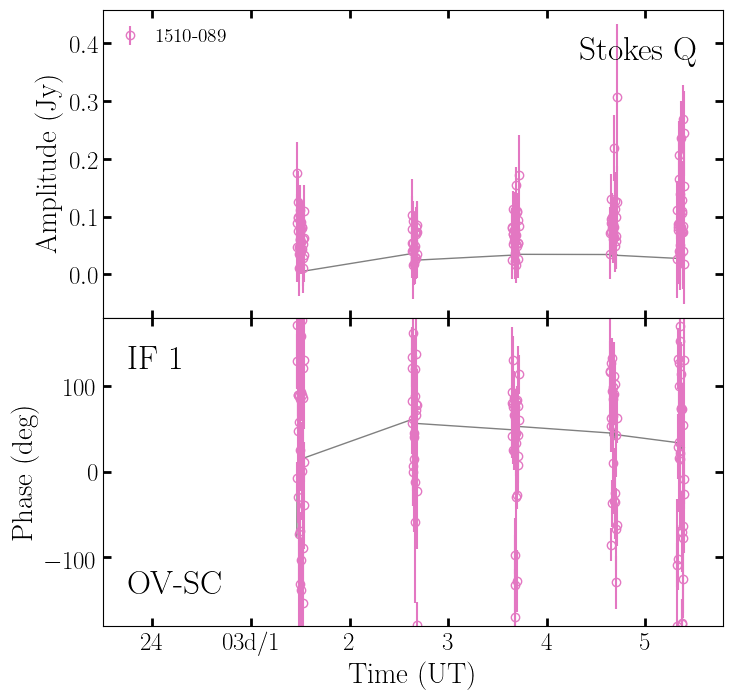 1510-089
Stokes Q
0.4
0.3
0.2
0.1
0.0
Amplitude (Jy)
IF 1
100
0
−100
Phase (deg)
OV-SC
24 03d/1 2 3 4 5
Time (UT)